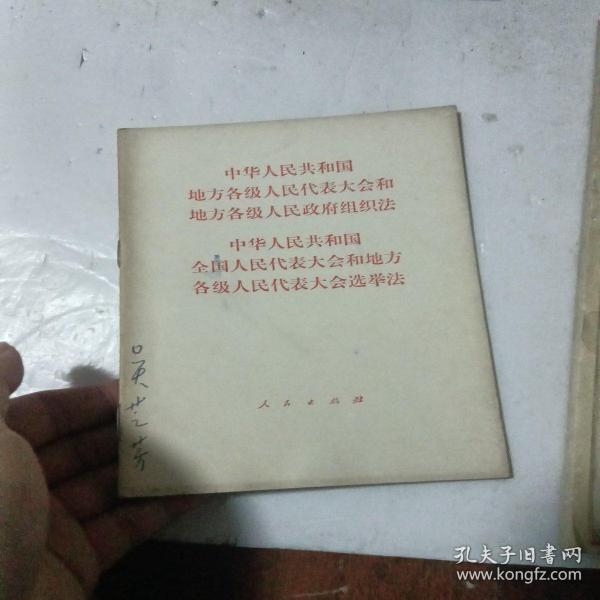 中华人民共和国
地方各级人民代表大会和
地方各级人民政府组织法
中华人民共和国
全国人民代表大会和地方
各级人民代表大会选举法
人民出版社
吴芝芳
孔夫子旧书网
www.kongfz.com